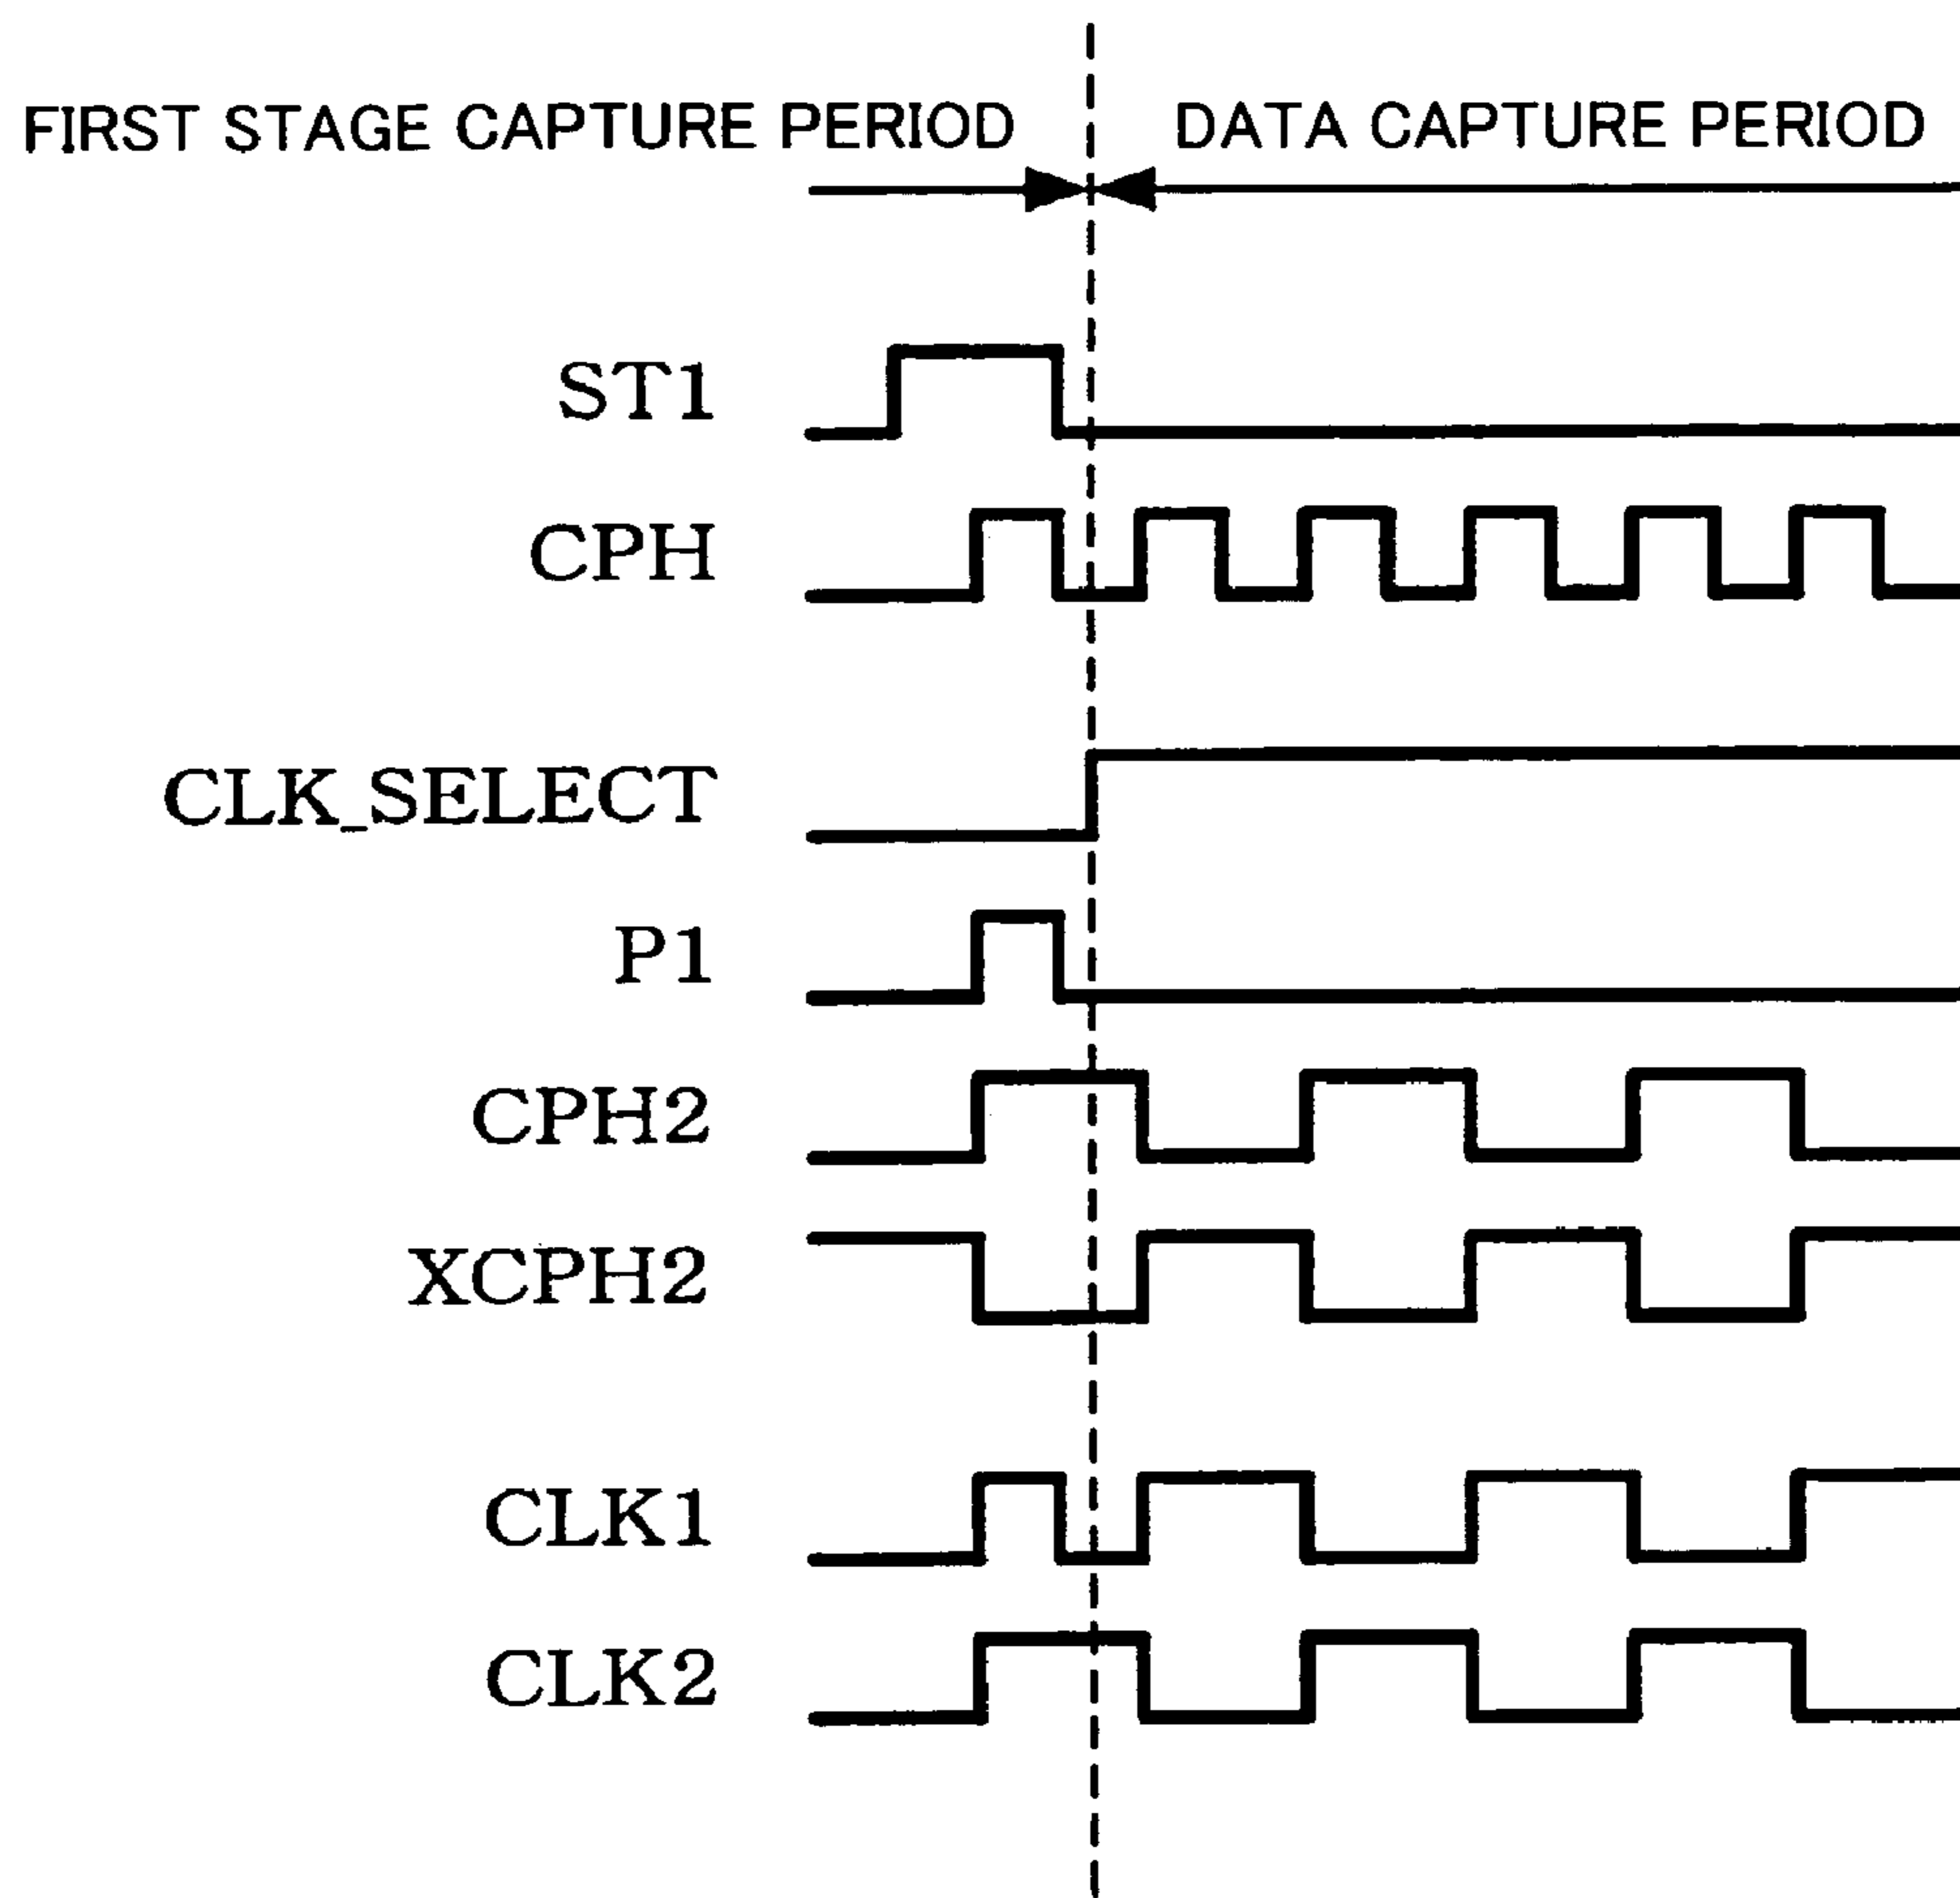 FIRST STAGE CAPTURE PERIOD DATA CAPTURE PERIOD
ST1
CPH
CLK_SELECT
P1
CPH2
XCPH2
CLK1
CLK2